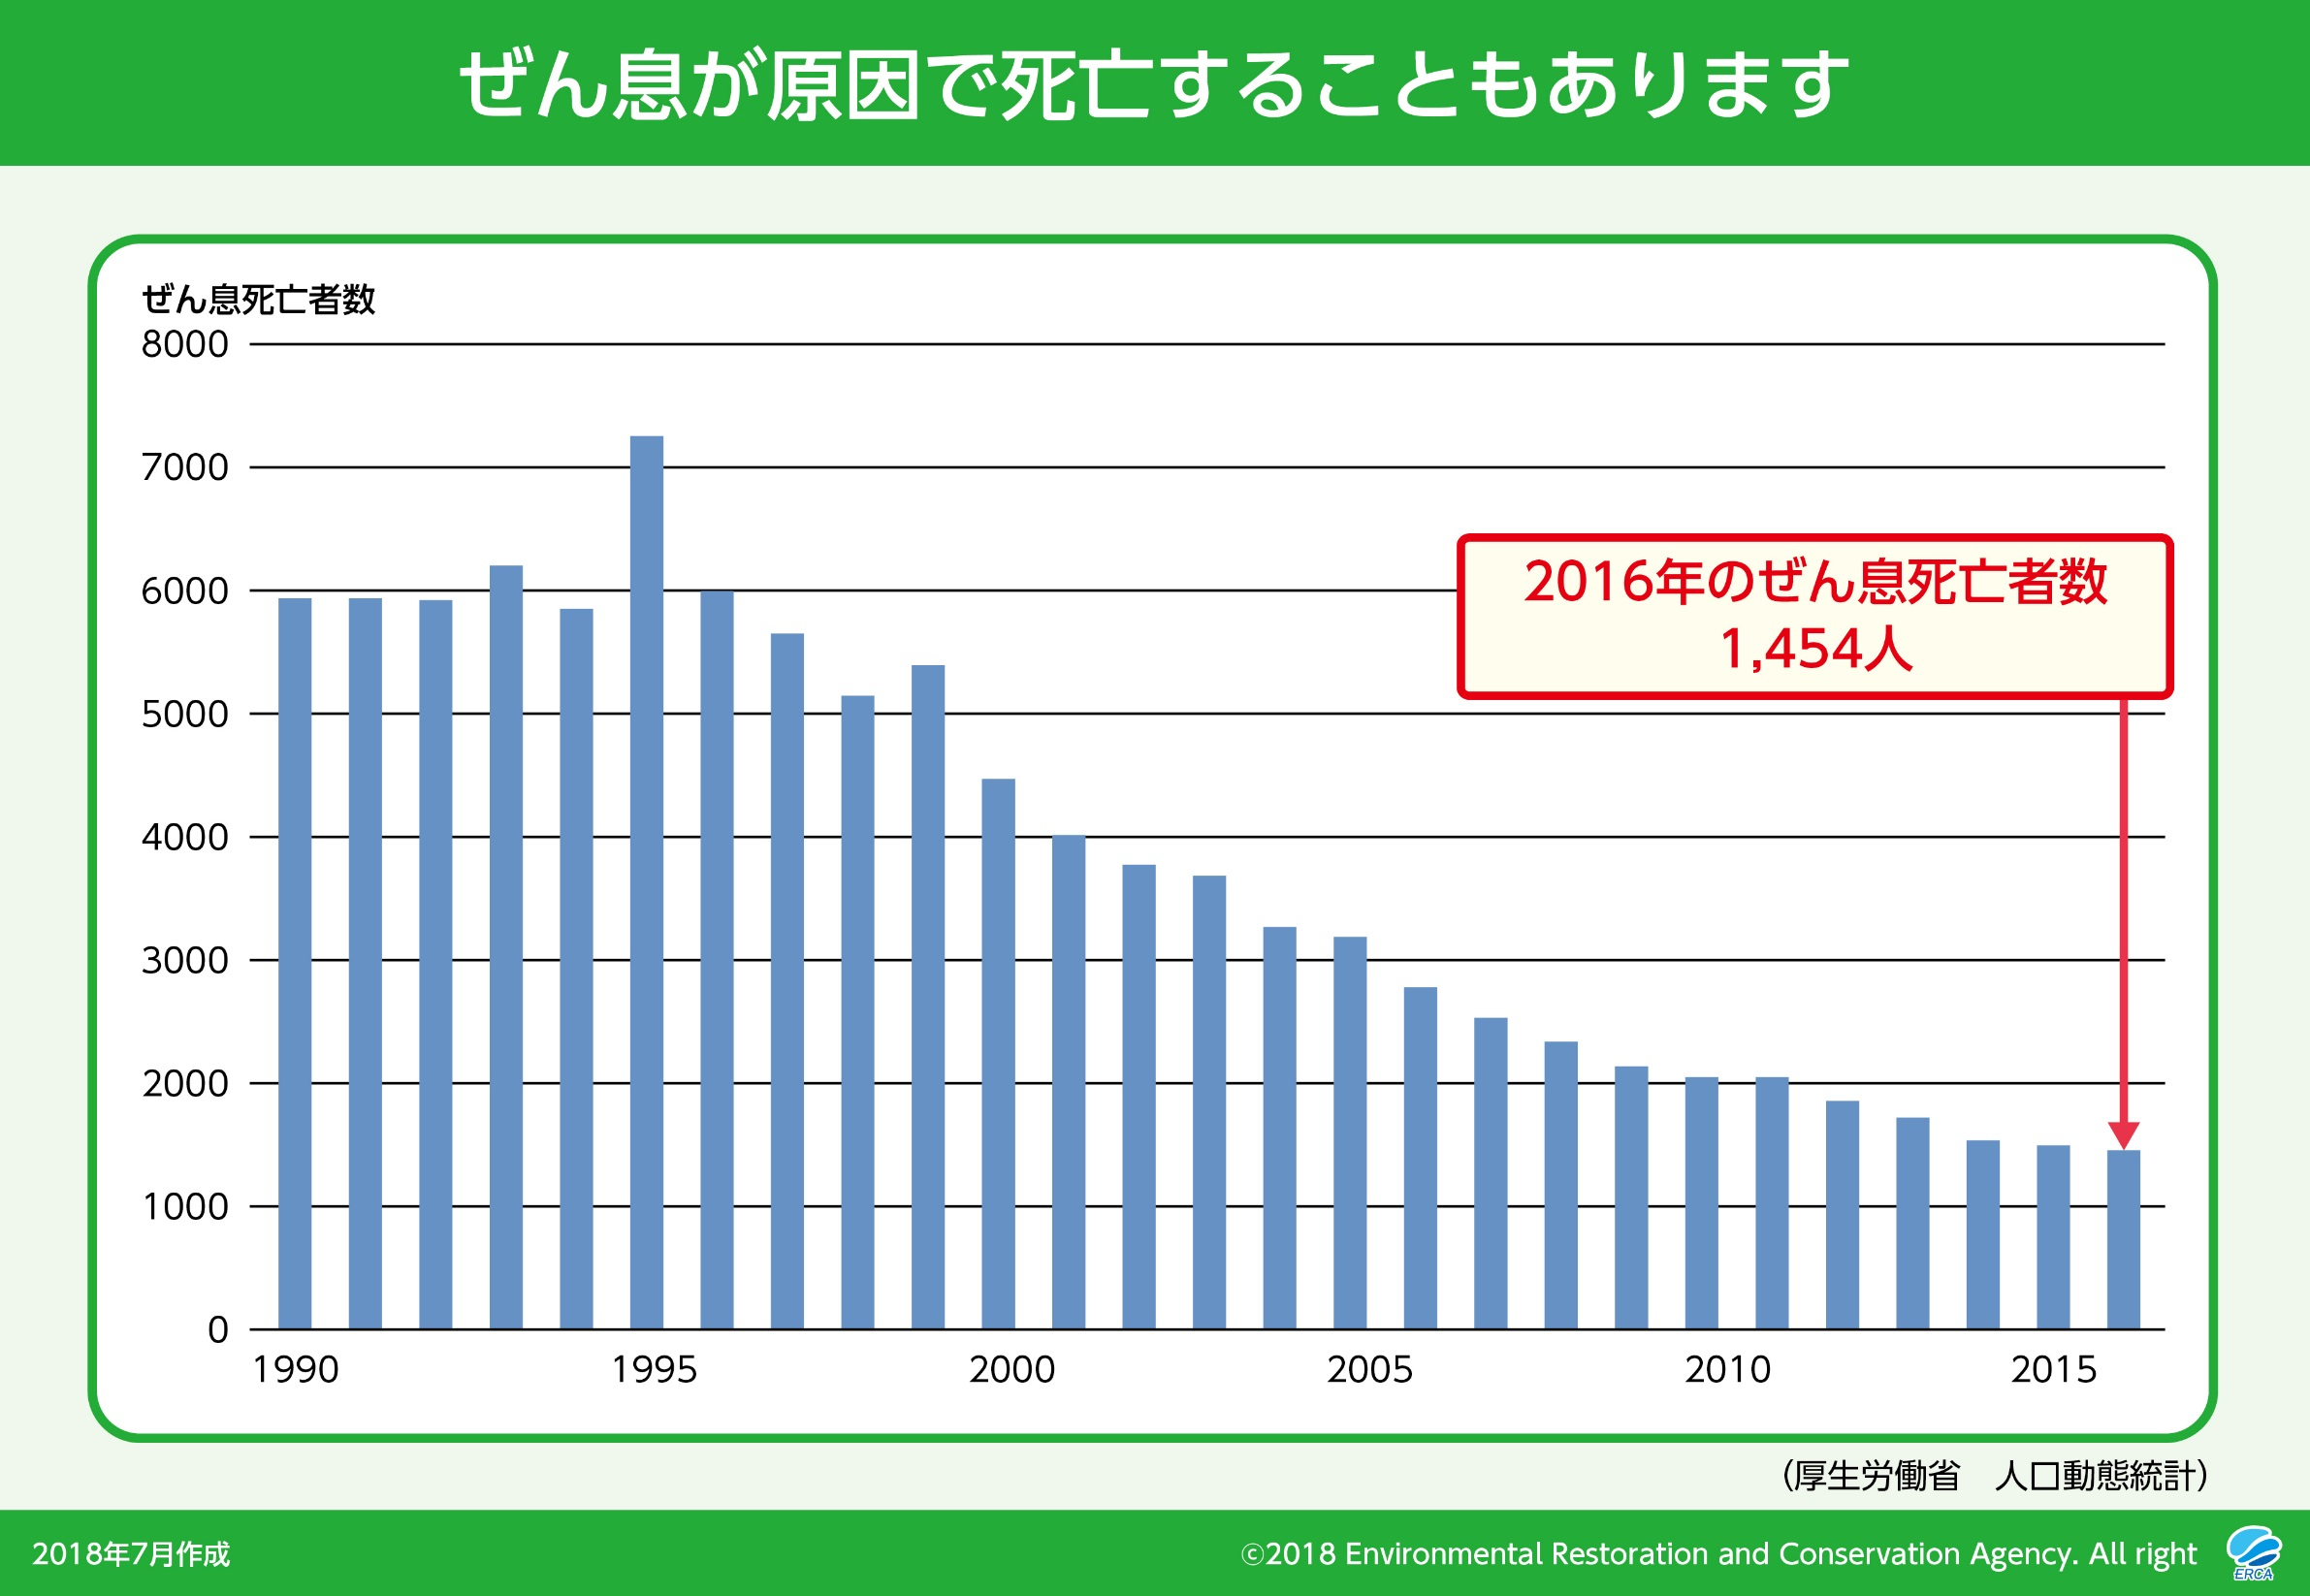 ぜん息が原因で死亡することもあります
ぜん息死亡者数
8000
7000
6000
5000
4000
3000
2000
1000
0
2016年のぜん息死亡者数
1,454人
1990 1995 2000 2005 2010 2015
（厚生労働省　人口動態統計）
2018年7月作成
©2018 Environmental Restoration and Conservation Agency. All right
ERCA